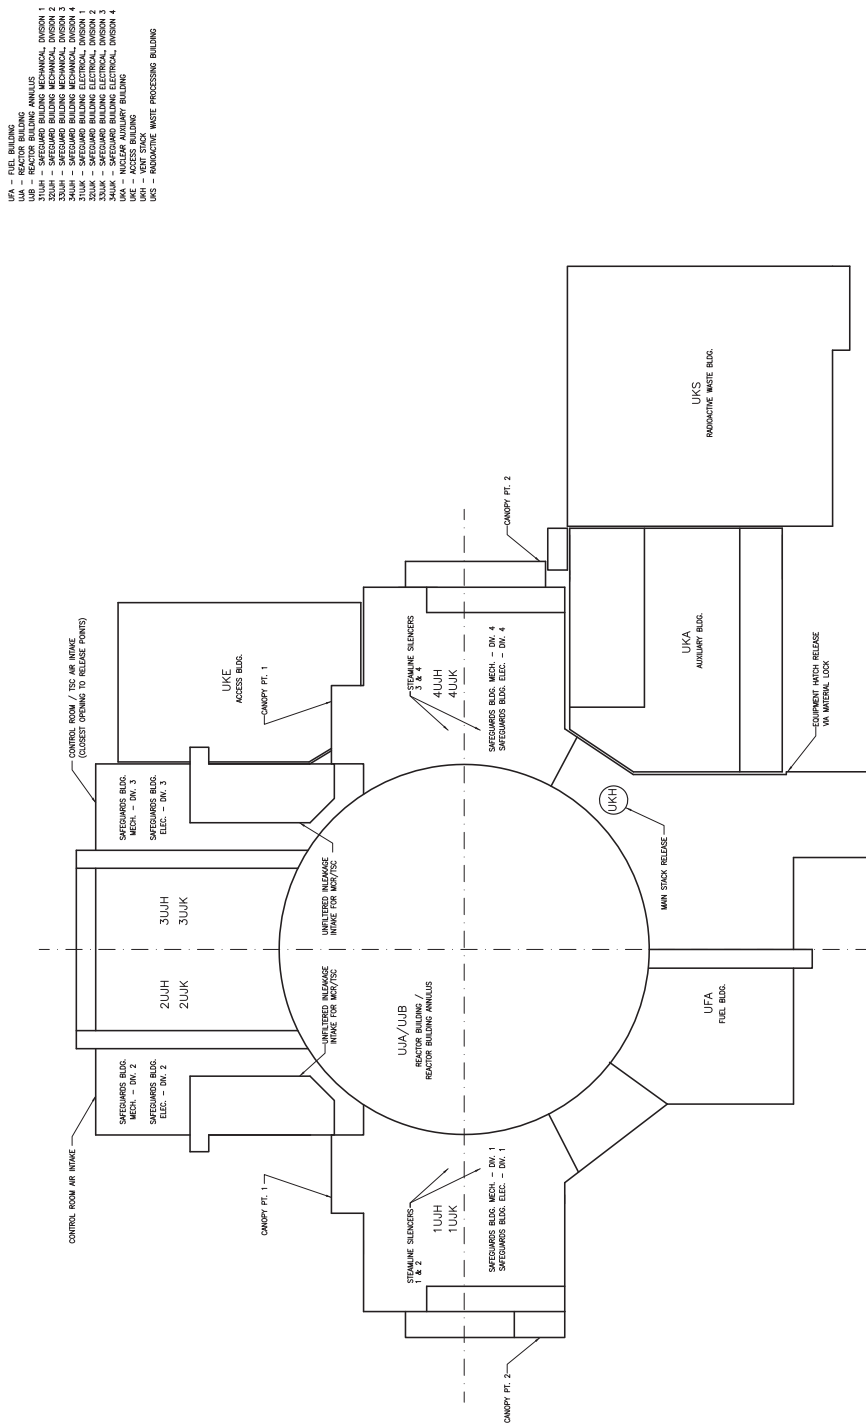 UFA – FUEL BUILDING
UJA – REACTOR BUILDING
UJB – REACTOR BUILDING ANNULUS
31UJH – SAFEGUARD BUILDING MECHANICAL, DIVISION 1
32UJH – SAFEGUARD BUILDING MECHANICAL, DIVISION 2
33UJH – SAFEGUARD BUILDING MECHANICAL, DIVISION 3
34UJH – SAFEGUARD BUILDING MECHANICAL, DIVISION 4
31UJK – SAFEGUARD BUILDING ELECTRICAL, DIVISION 1
32UJK – SAFEGUARD BUILDING ELECTRICAL, DIVISION 2
33UJK – SAFEGUARD BUILDING ELECTRICAL, DIVISION 3
34UJK – SAFEGUARD BUILDING ELECTRICAL, DIVISION 4
UKA – NUCLEAR AUXILIARY BUILDING
UKE – ACCESS BUILDING
UKH – VENT STACK
UKS – RADIOACTIVE WASTE PROCESSING BUILDING
CONTROL ROOM AIR INTAKE
CONTROL ROOM / TSC AIR INTAKE
(CLOSEST OPENING TO RELEASE POINTS)
SAFEGUARDS BLDG.
MECH. – DIV. 2
SAFEGUARDS BLDG.
ELEC. – DIV. 2
2UJH
2UJK
3UJH
3UJK
SAFEGUARDS BLDG.
MECH. – DIV. 3
SAFEGUARDS BLDG.
ELEC. – DIV. 3
UKE
ACCESS BLDG.
CANOPY PT. 1
CANOPY PT. 1
UNFILTERED INLEAKAGE
INTAKE FOR MCR/TSC
UNFILTERED INLEAKAGE
INTAKE FOR MCR/TSC
STEAMLINE SILENCERS
1 & 2
1UJH
1UJK
SAFEGUARDS BLDG. MECH. – DIV. 1
SAFEGUARDS BLDG. ELEC. – DIV. 1
UJA/UJB
REACTOR BUILDING /
REACTOR BUILDING ANNULUS
STEAMLINE SILENCERS
3 & 4
4UJH
4UJK
SAFEGUARDS BLDG. MECH. – DIV. 4
SAFEGUARDS BLDG. ELEC. – DIV. 4
CANOPY PT. 2
CANOPY PT. 2
UKH
MAIN STACK RELEASE
UFA
FUEL BLDG.
UKA
AUXILIARY BLDG.
UKS
RADIOACTIVE WASTE BLDG.
EQUIPMENT HATCH RELEASE
VIA MATERIAL LOCK